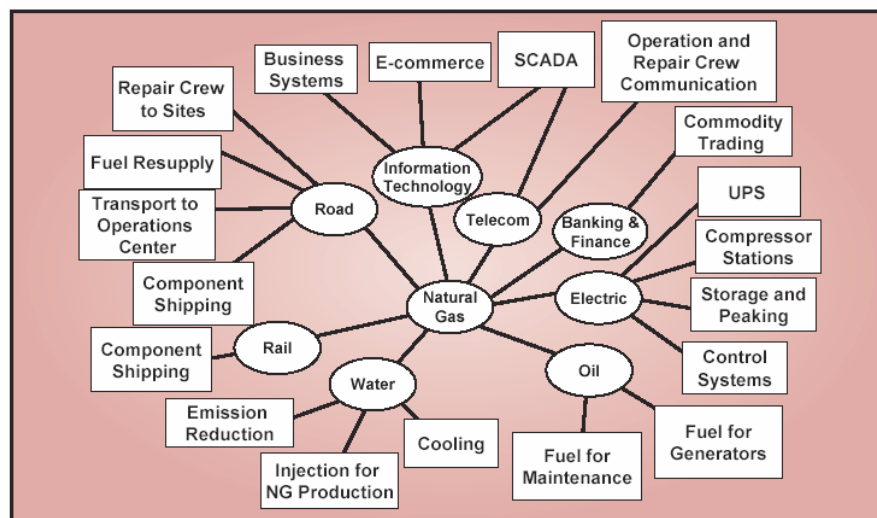 Business
Systems
E-commerce
SCADA
Operation and
Repair Crew
Communication
Repair Crew
to Sites
Commodity
Trading
Fuel Resupply
Information
Technology
UPS
Transport to
Operations
Center
Road
Telecom
Banking &
Finance
Compressor
Stations
Component
Shipping
Natural
Gas
Electric
Storage and
Peaking
Component
Shipping
Rail
Water
Oil
Control
Systems
Emission
Reduction
Cooling
Injection for
NG Production
Fuel for
Maintenance
Fuel for
Generators